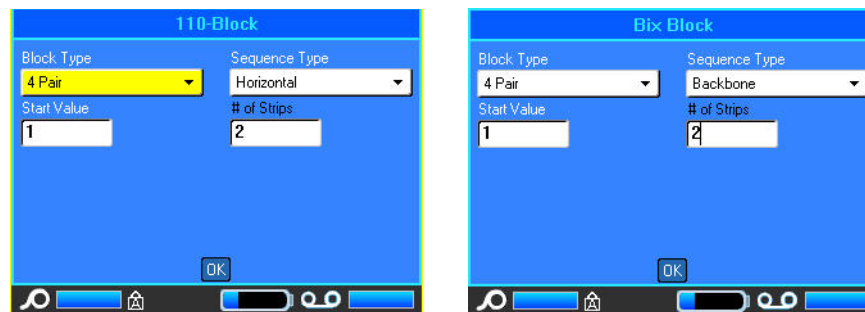 110-Block
Block Type
Sequence Type
4 Pair
Horizontal
Start Value
# of Strips
1
2
OK
Bix Block
Block Type
Sequence Type
4 Pair
Backbone
Start Value
# of Strips
1
2
OK